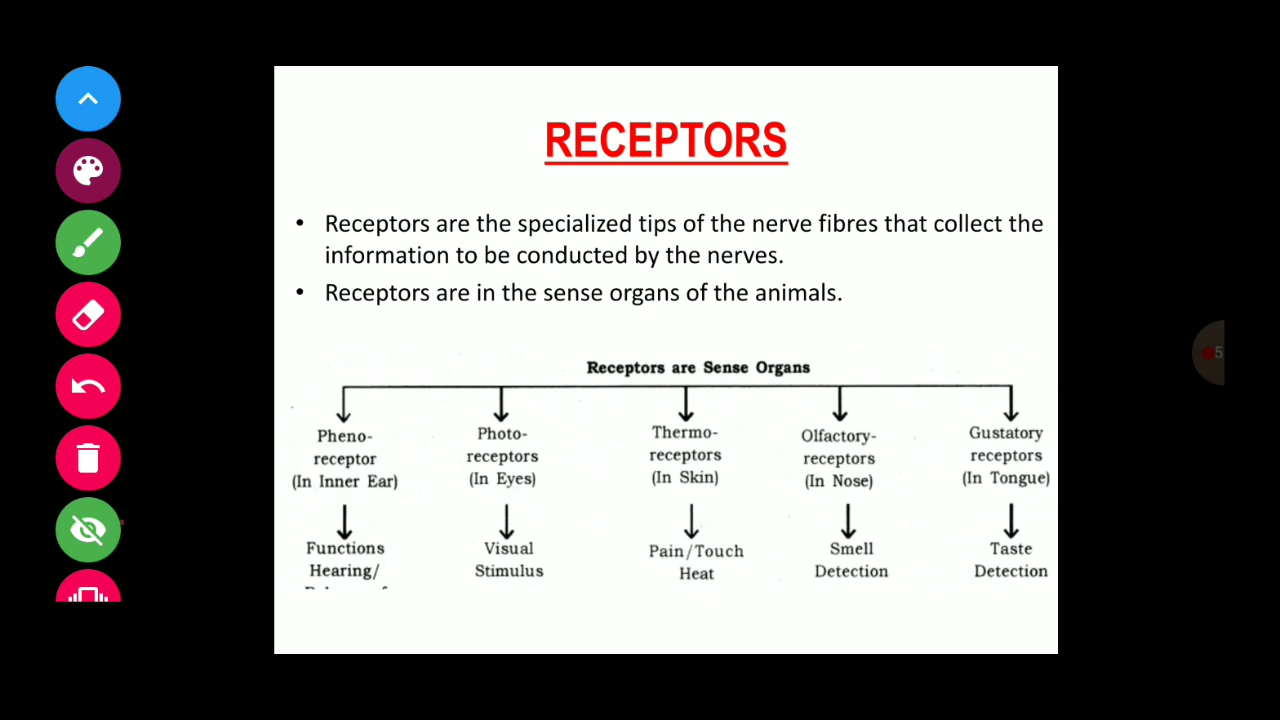 RECEPTORS
• Receptors are the specialized tips of the nerve fibres that collect the
information to be conducted by the nerves.
• Receptors are in the sense organs of the animals.
Receptors are Sense Organs
Pheno-
receptor
(In Inner Ear)
Functions
Hearing/
Photo-
receptors
(In Eyes)
Visual
Stimulus
Thermo-
receptors
(In Skin)
Pain/Touch
Heat
Olfactory-
receptors
(In Nose)
Smell
Detection
Gustatory
receptors
(In Tongue)
Taste
Detection
5